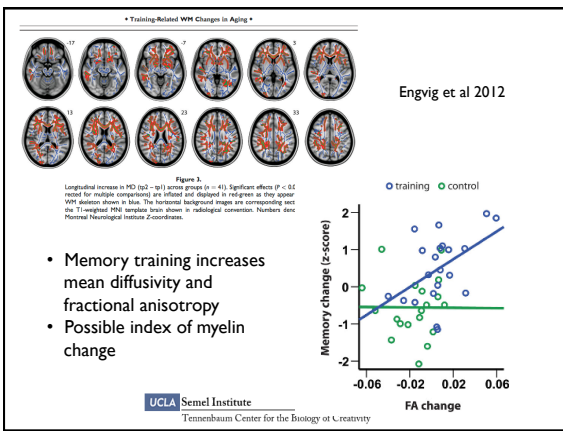 • Training-Related WM Changes in Aging •
-17
-7
3
13
23
33
Engvig et al 2012
Figure 3.
Longitudinal increase in MD (tp2 – tp1) across groups (n = 41). Significant effects (P < 0.0
rected for multiple comparisons) are inflated and displayed in red-green as they appear
WM skeleton shown in blue. The horizontal background images are corresponding sect
the T1-weighted MNI template brain shown in radiological convention. Numbers denc
Montreal Neurological Institute Z-coordinates.
• Memory training increases
mean diffusivity and
fractional anisotropy
• Possible index of myelin
change
training control
Memory change (z-score)
2
1
0
-1
-2
-0.06 -0.02 0.02 0.06
FA change
UCLA Semel Institute
Tennenbaum Center for the Biology of Creativity